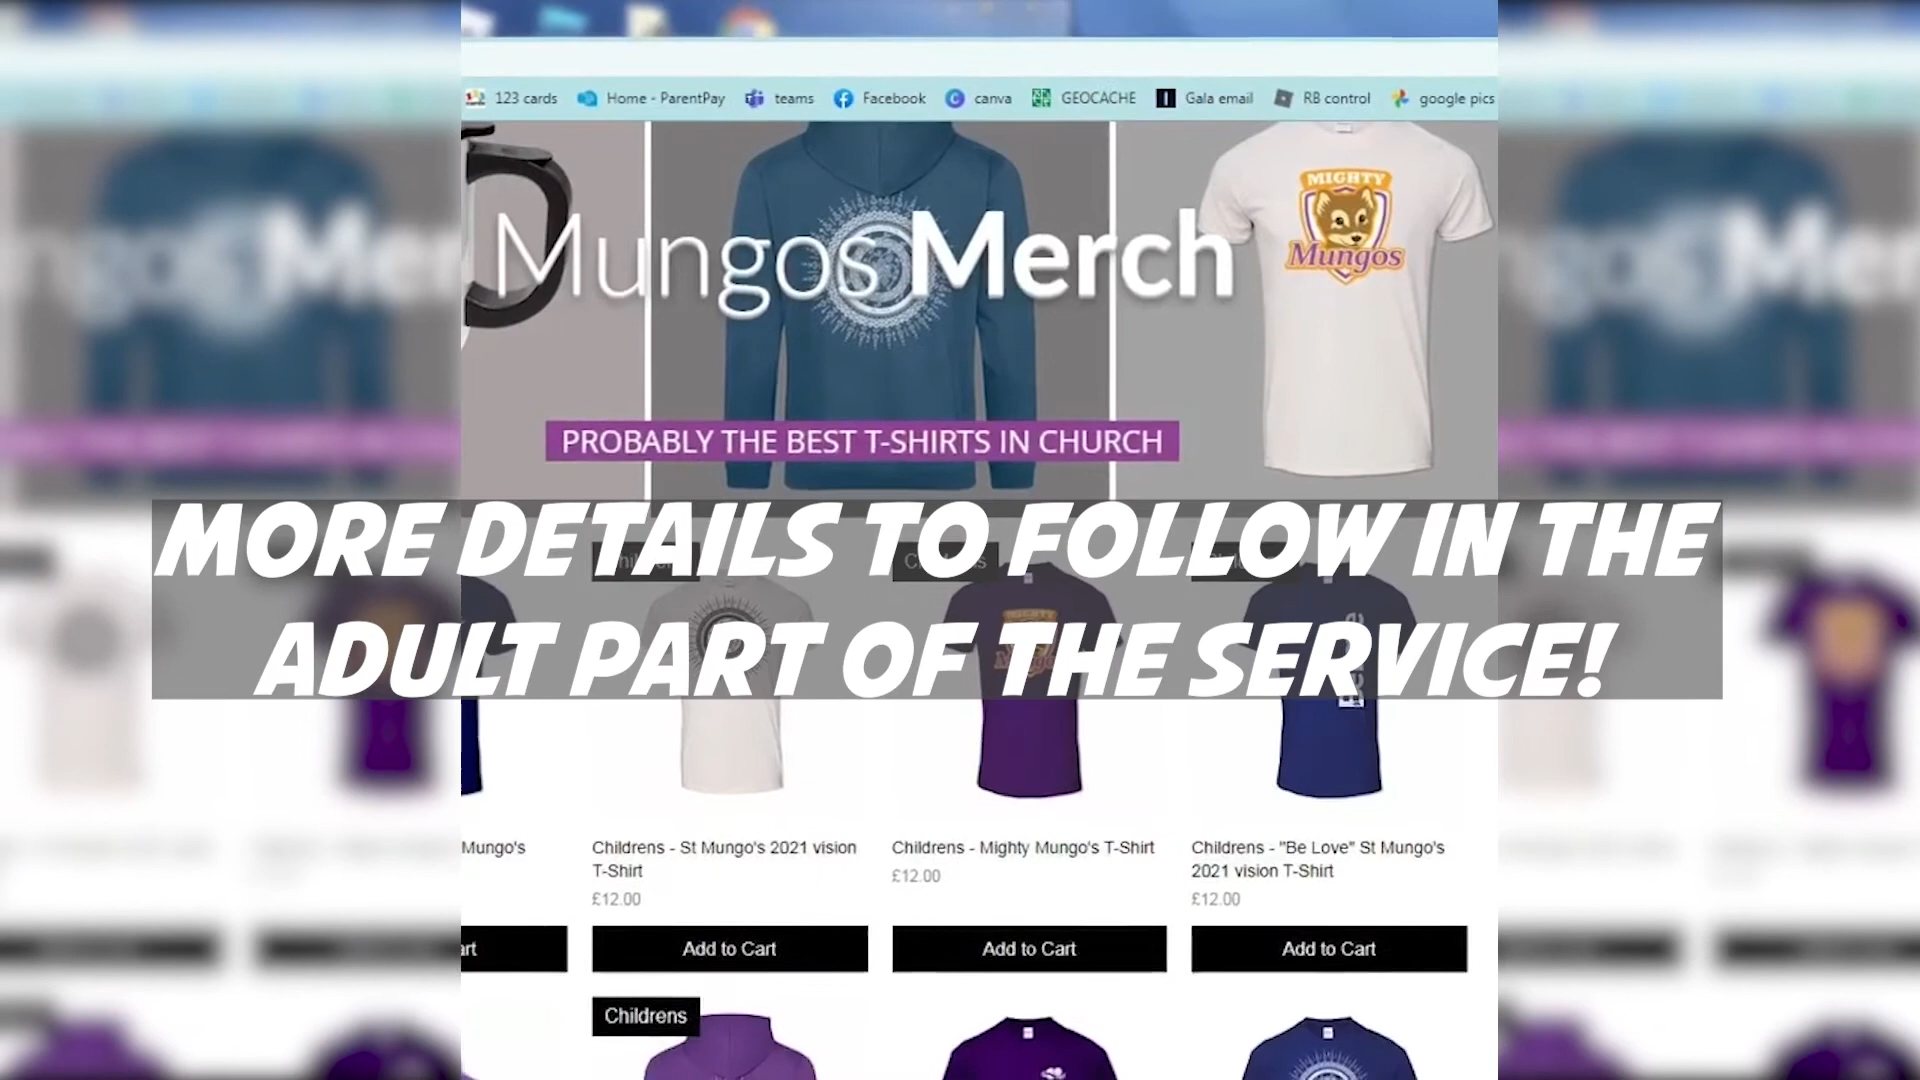 123 cards
Home - ParentPay
teams
Facebook
canva
GEOCACHE
Gala email
RB control
google pics
Mungos Merch
MIGHTY
Mungos
PROBABLY THE BEST T-SHIRTS IN CHURCH
MORE DETAILS TO FOLLOW IN THE
ADULT PART OF THE SERVICE!
Mungo's
Childrens - St Mungo's 2021 vision
T-Shirt
£12.00
Childrens - Mighty Mungo's T-Shirt
£12.00
Childrens - "Be Love" St Mungo's
2021 vision T-Shirt
£12.00
Add to Cart
Add to Cart
Add to Cart
Childrens